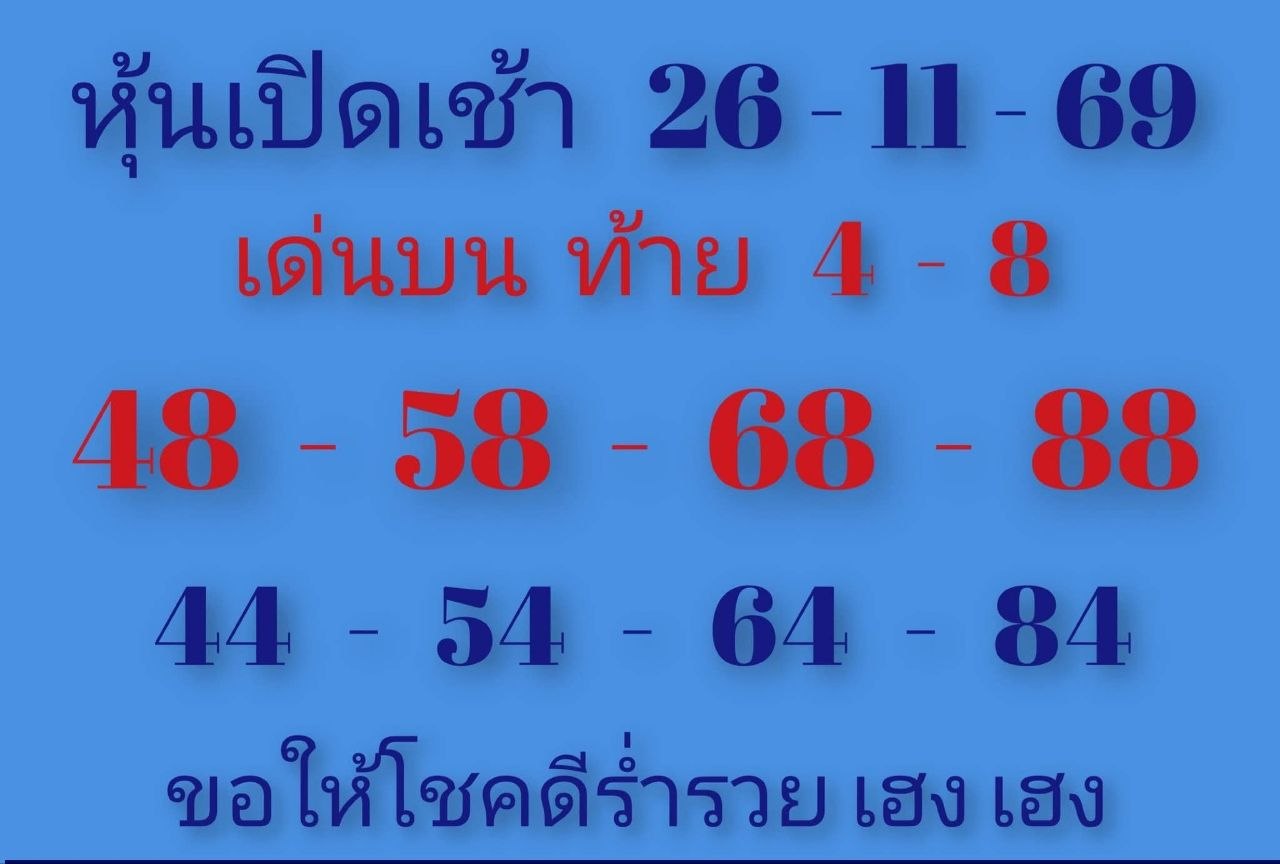 หุ้นเปิดเช้า 26 - 11 - 69
เด่นบน ท้าย 4 - 8
48 - 58 - 68 - 88
44 - 54 - 64 - 84
ขอให้โชคดีร่ำรวย เฮง เฮง